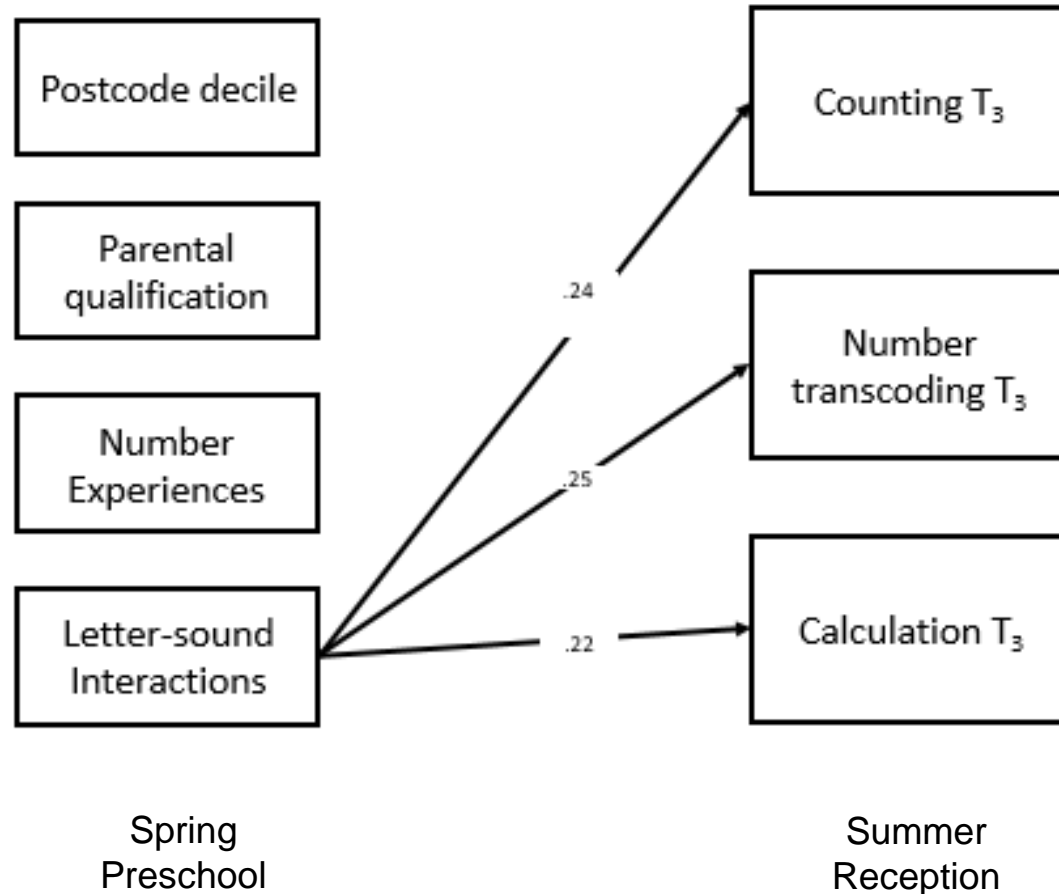 Postcode decile
Parental
qualification
Number
Experiences
Letter-sound
Interactions
Spring
Preschool
.24
.25
.22
Counting T₃
Number
transcoding T₃
Calculation T₃
Summer
Reception